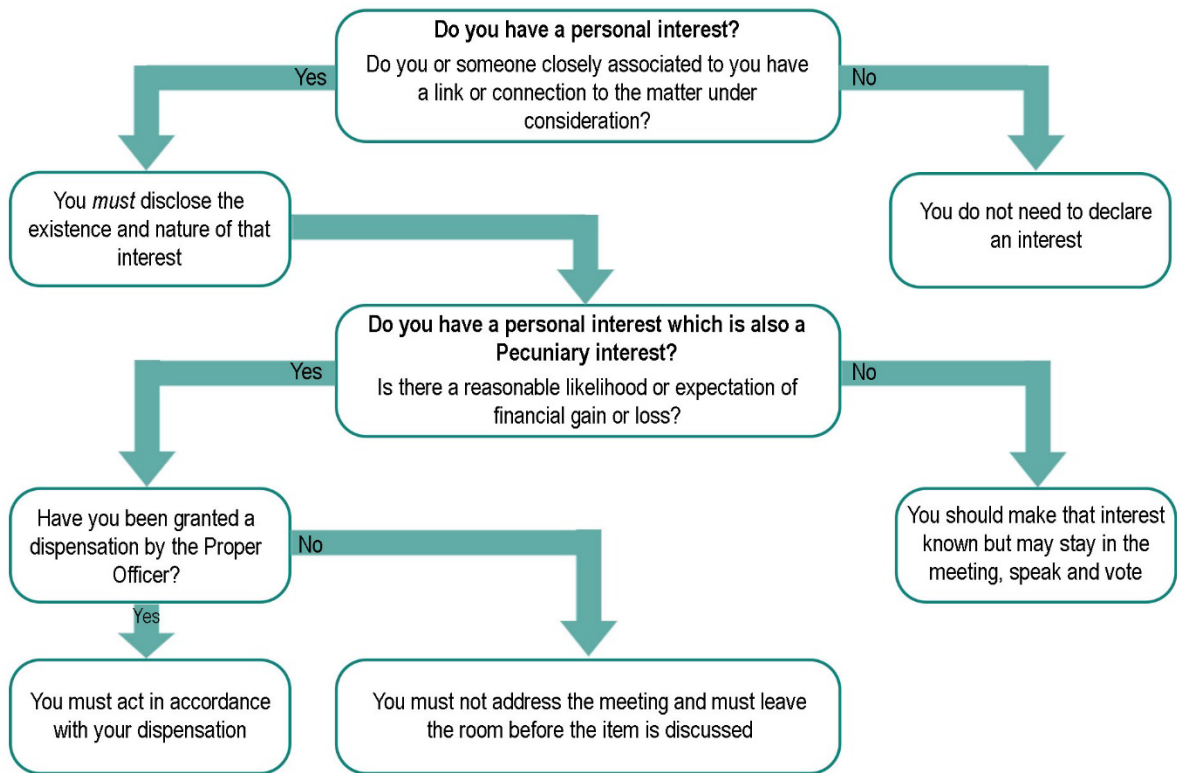 Do you have a personal interest?
Do you or someone closely associated to you have
a link or connection to the matter under
consideration?
Yes
No
You must disclose the
existence and nature of that
interest
You do not need to declare
an interest
Do you have a personal interest which is also a
Pecuniary interest?
Is there a reasonable likelihood or expectation of
financial gain or loss?
Yes
No
Have you been granted a
dispensation by the Proper
Officer?
No
You should make that interest
known but may stay in the
meeting, speak and vote
Yes
You must act in accordance
with your dispensation
You must not address the meeting and must leave
the room before the item is discussed